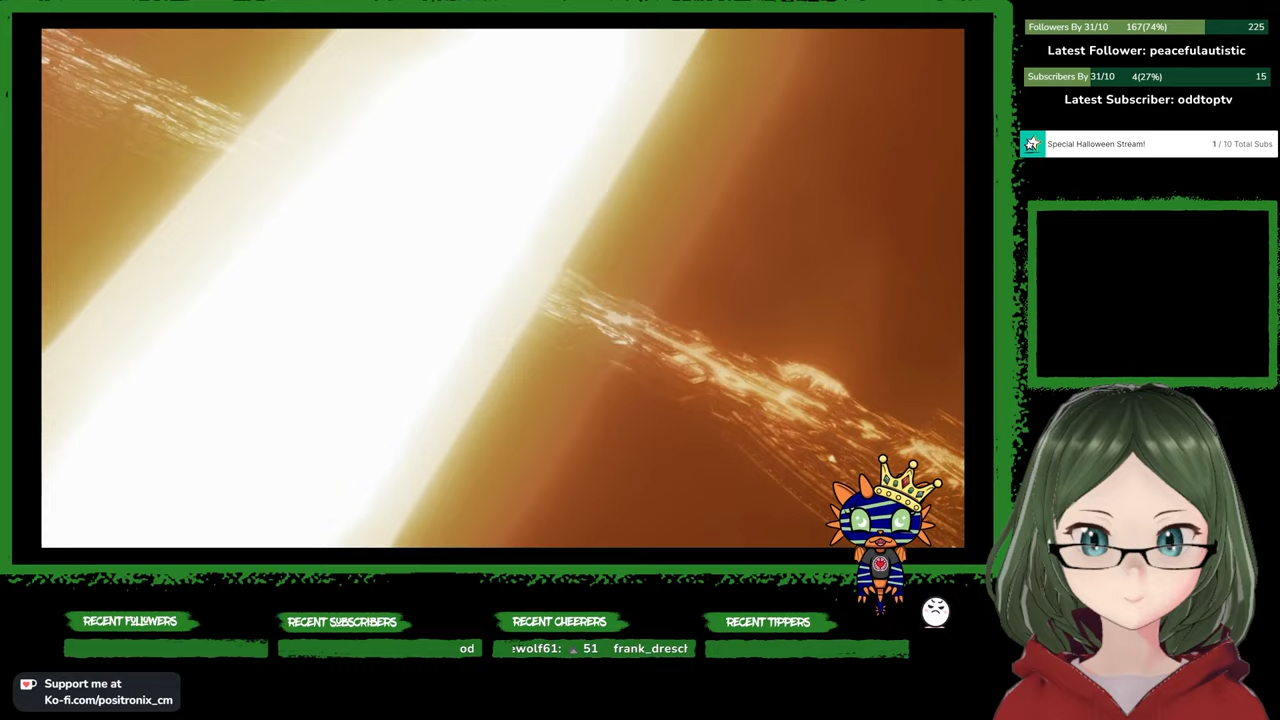 Followers By 31/10 167(74%) 225
Latest Follower: peacefulautistic
Subscribers By 31/10 4(27%) 15
Latest Subscriber: oddtoptv
Special Halloween Stream! 1 / 10 Total Subs
RECENT FOLLOWERS
RECENT SUBSCRIBERS
RECENT CHEERERS
RECENT TIPPERS
od
ewolf61: 51 frank_dresch
Support me at
Ko-fi.com/positronix_cm